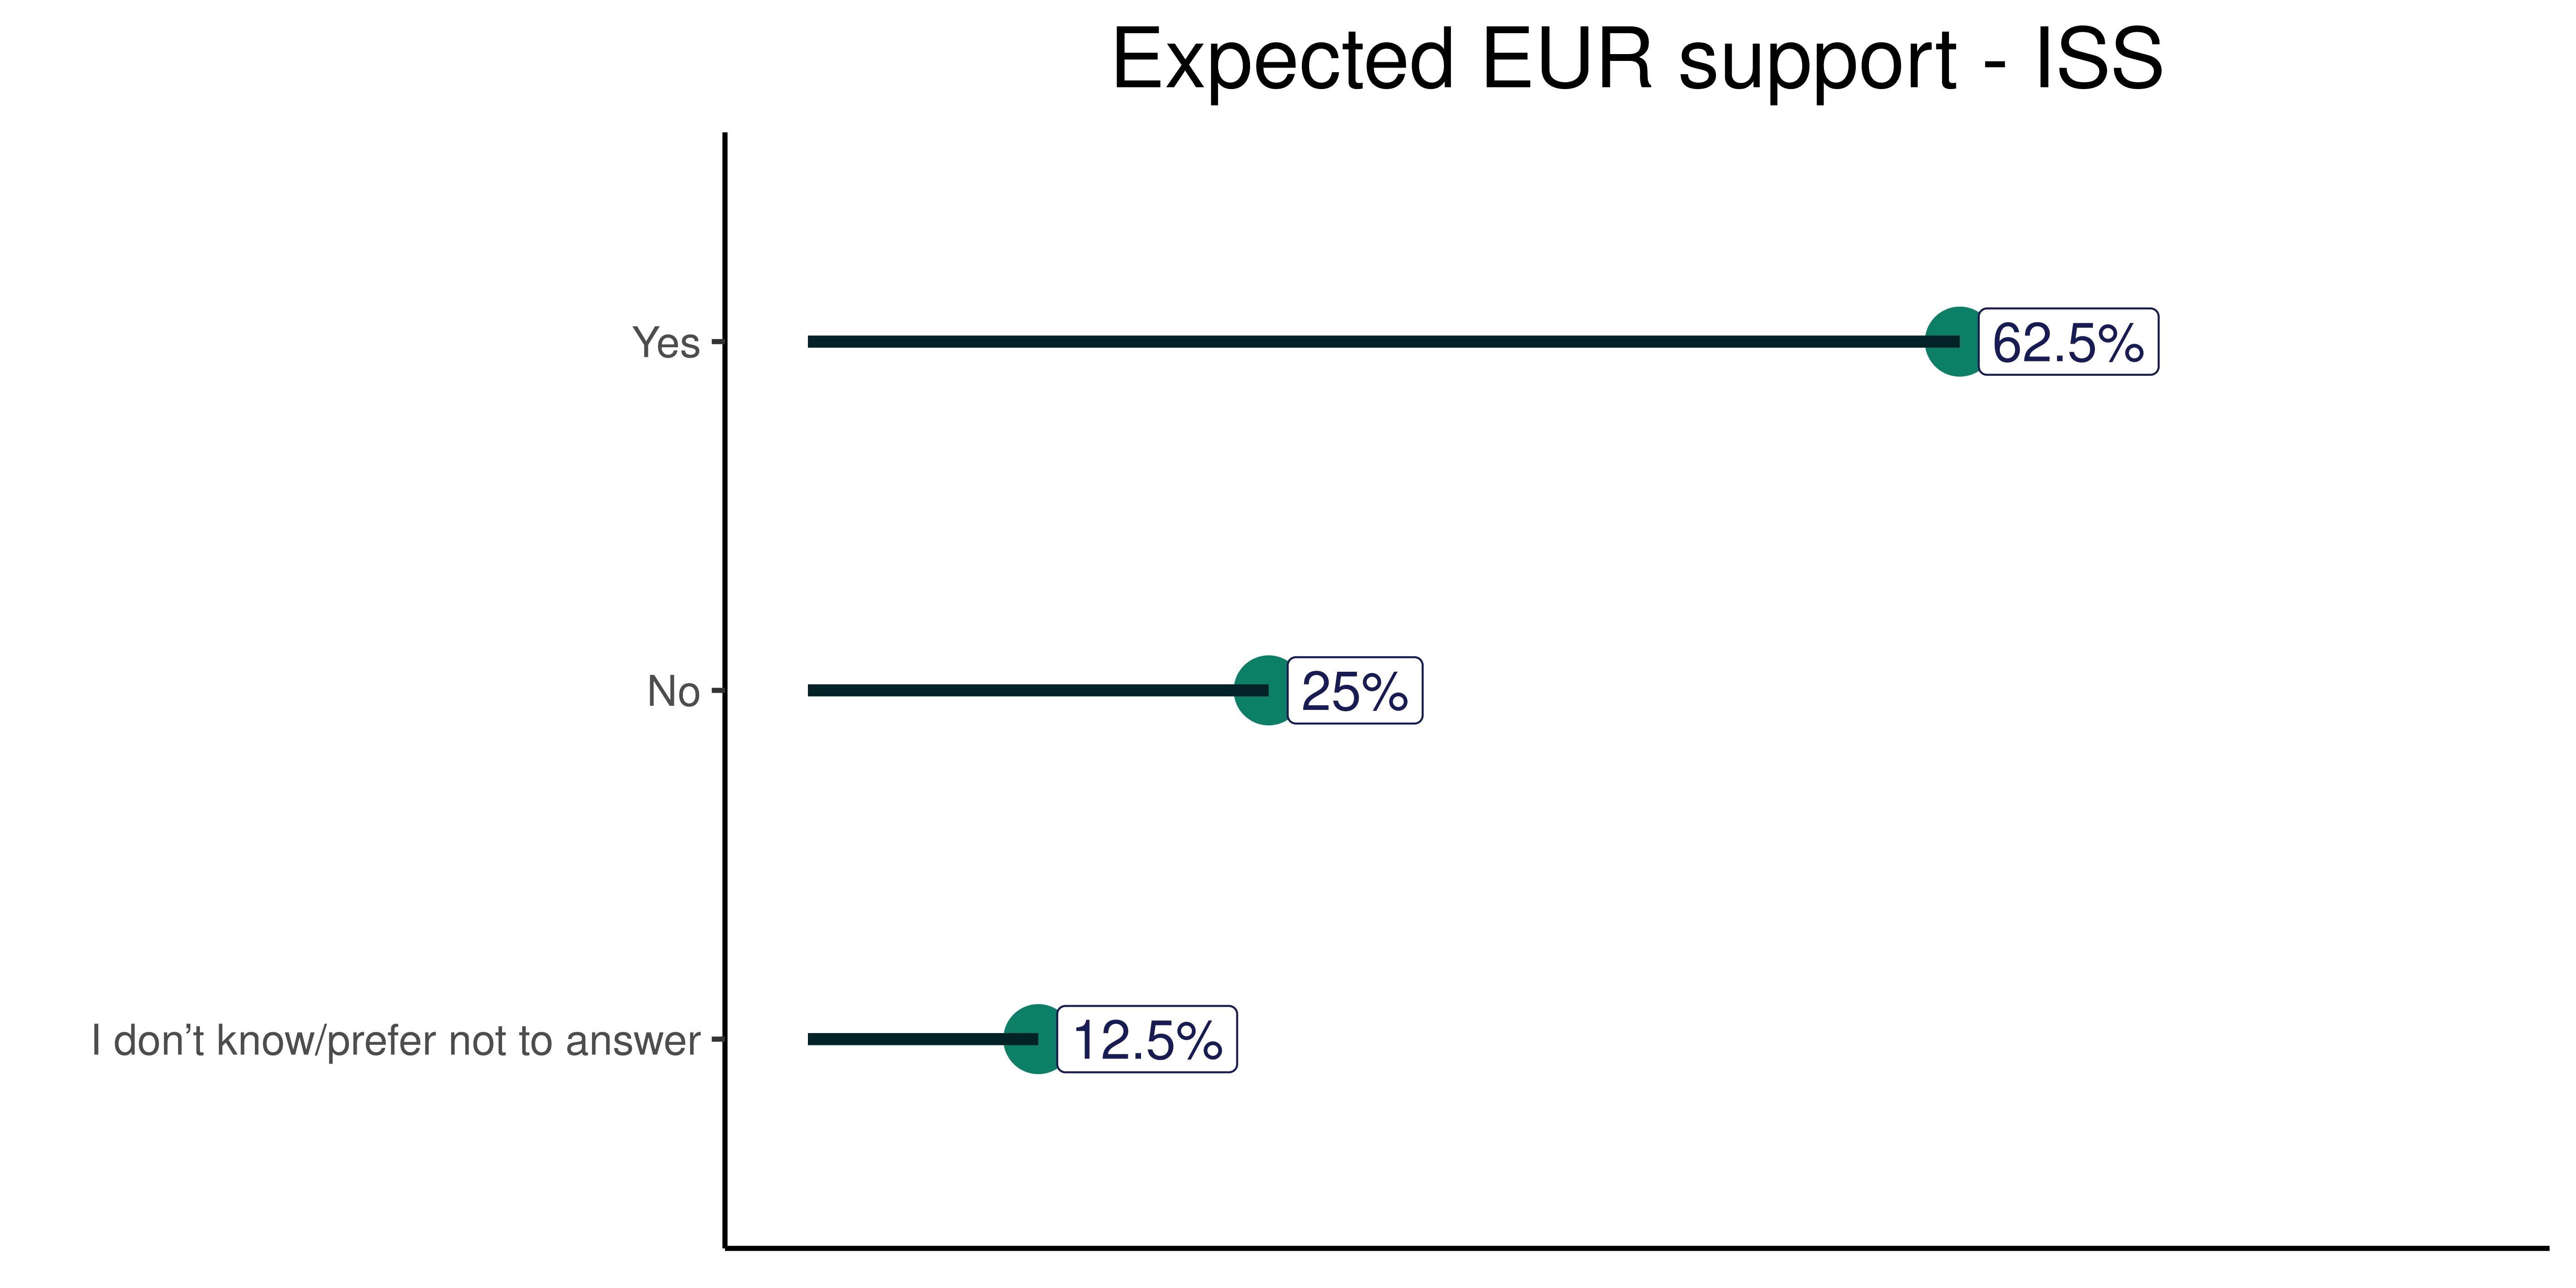 Expected EUR support - ISS
Yes
62.5%
No
25%
I don’t know/prefer not to answer
12.5%